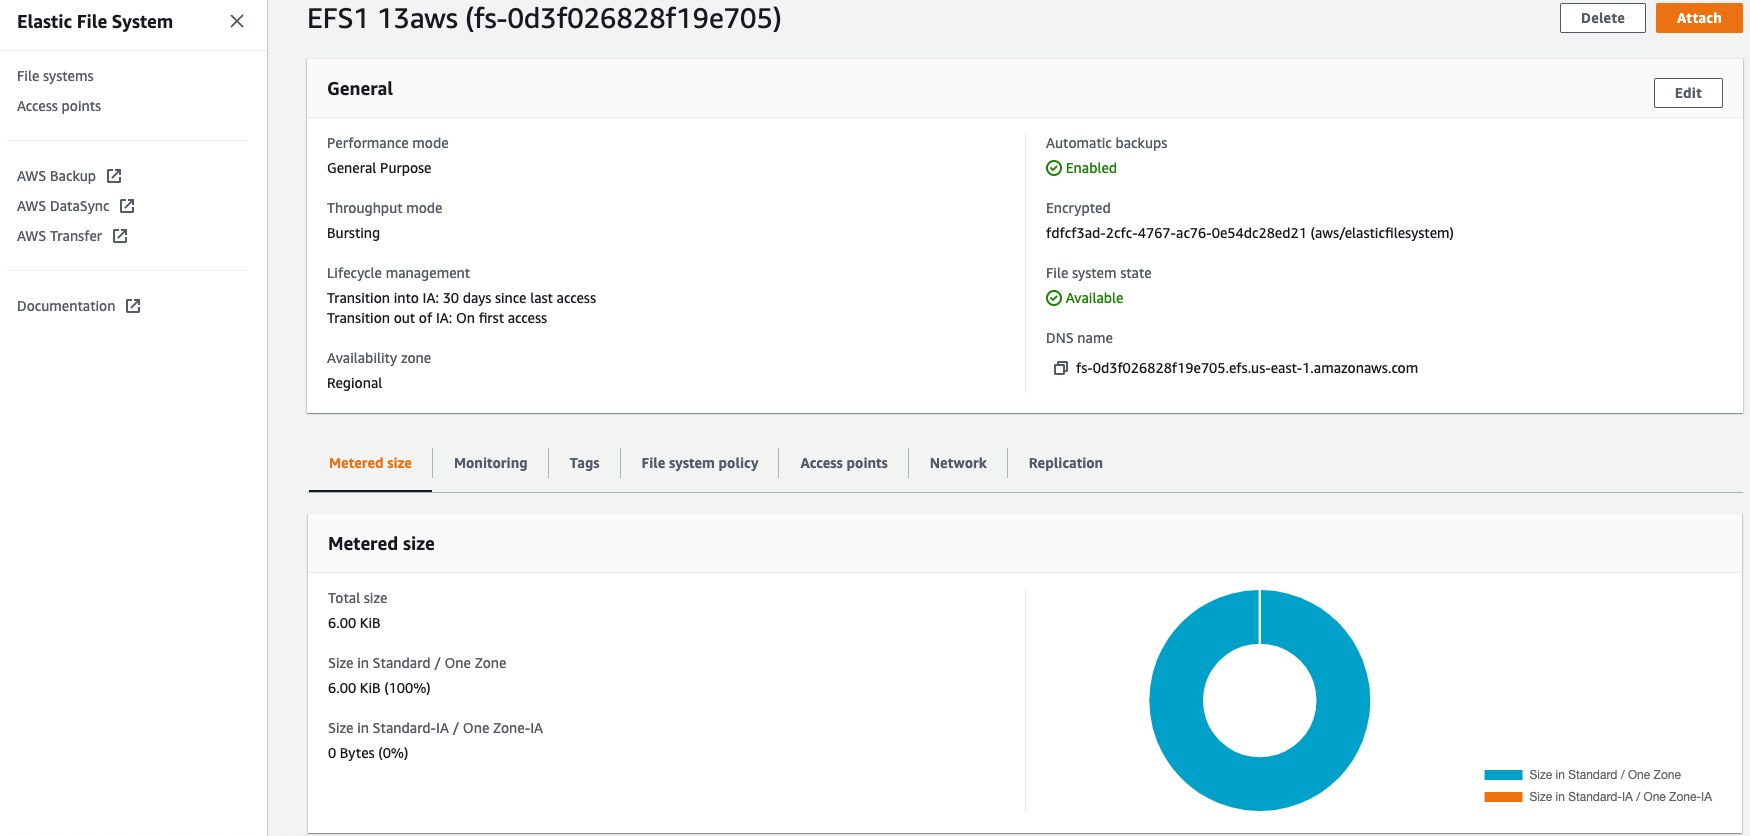 Elastic File System
File systems
Access points
AWS Backup
AWS DataSync
AWS Transfer
Documentation
EFS1 13aws (fs-0d3f026828f19e705)
Delete
Attach
General
Edit
Performance mode
General Purpose
Throughput mode
Bursting
Lifecycle management
Transition into IA: 30 days since last access
Transition out of IA: On first access
Availability zone
Regional
Automatic backups
Enabled
Encrypted
fdfcf3ad-2cfc-4767-ac76-0e54dc28ed21 (aws/elasticfilesystem)
File system state
Available
DNS name
fs-0d3f026828f19e705.efs.us-east-1.amazonaws.com
Metered size
Monitoring
Tags
File system policy
Access points
Network
Replication
Metered size
Total size
6.00 KiB
Size in Standard / One Zone
6.00 KiB (100%)
Size in Standard-IA / One Zone-IA
0 Bytes (0%)
Size in Standard / One Zone
Size in Standard-IA / One Zone-IA